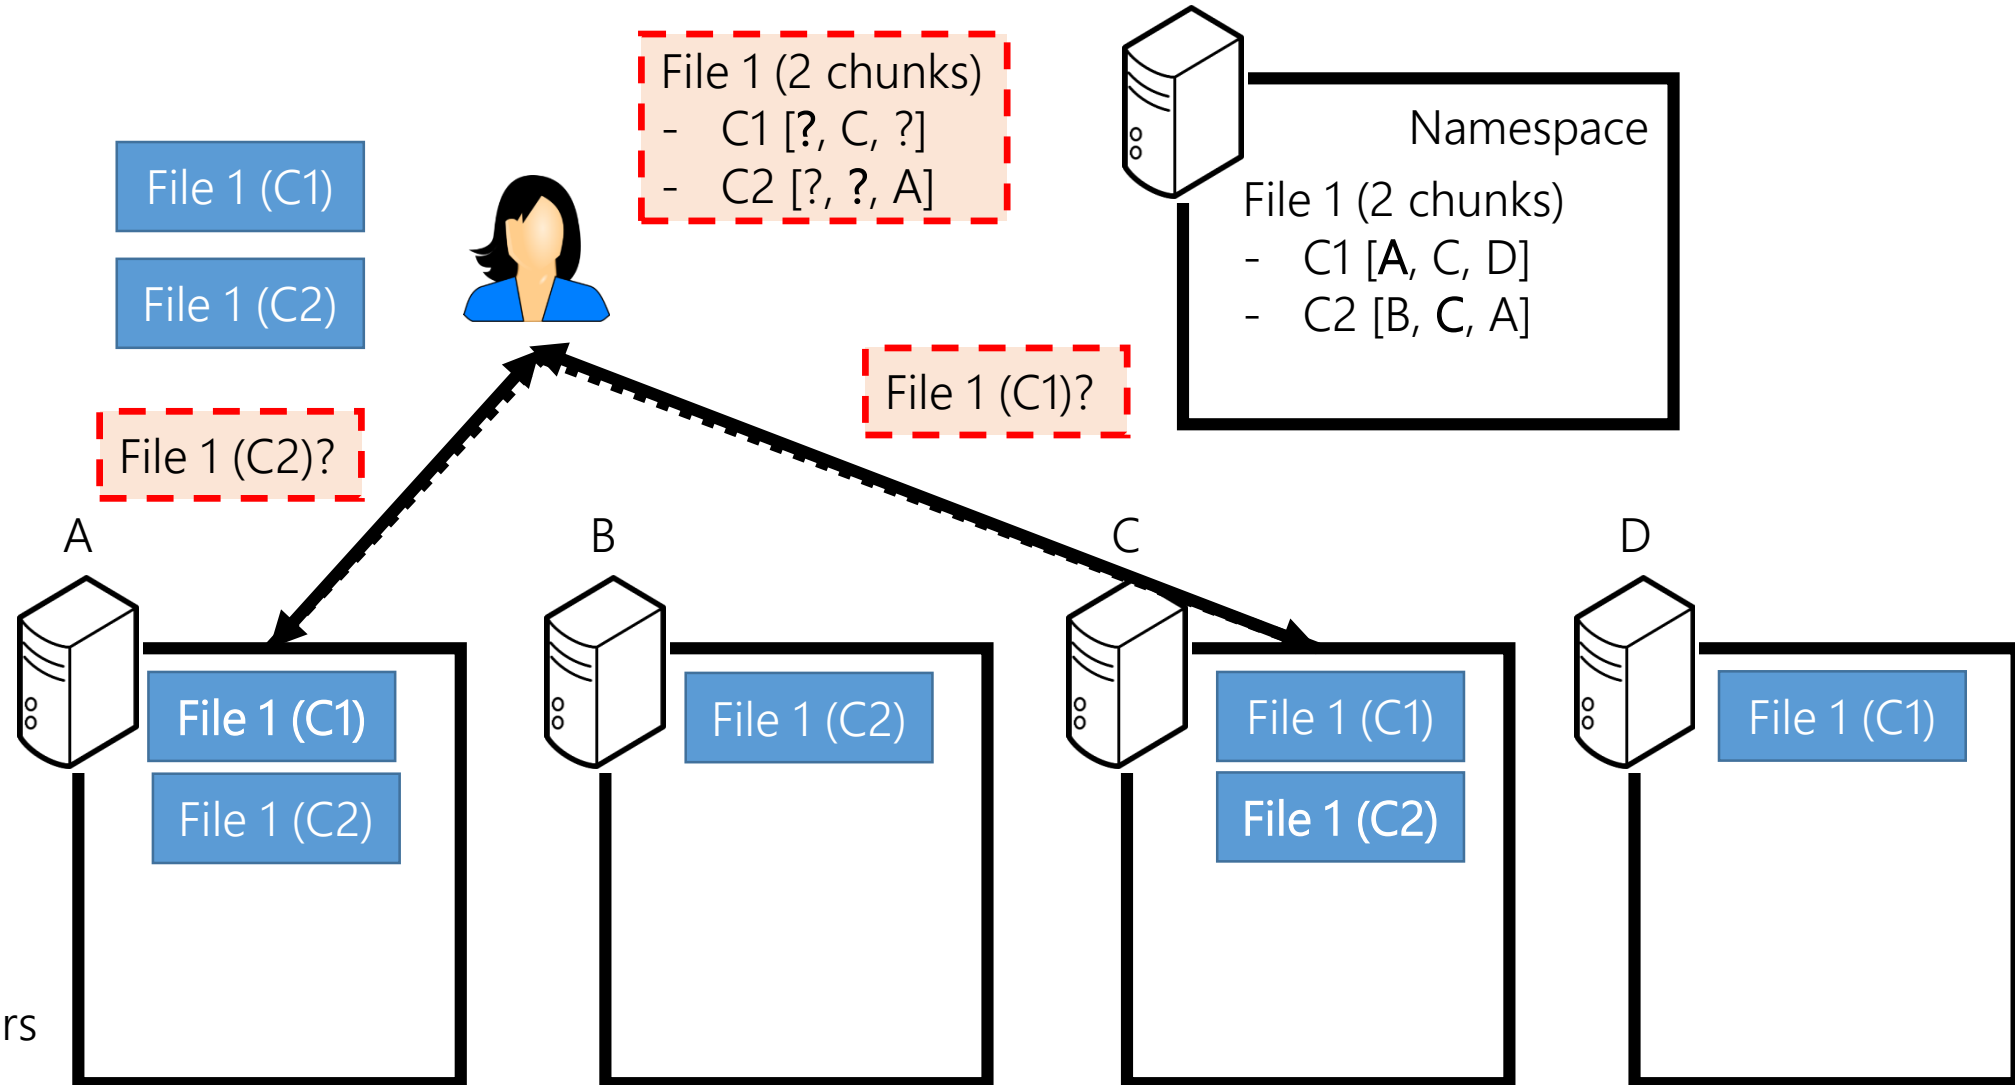 File 1 (2 chunks)
- C1 [?, C, ?]
- C2 [?, ?, A]
Namespace
File 1 (2 chunks)
- C1 [A, C, D]
- C2 [B, C, A]
File 1 (C1)
File 1 (C2)
File 1 (C1)?
File 1 (C2)?
A
B
C
D
File 1 (C1)
File 1 (C2)
File 1 (C2)
File 1 (C1)
File 1 (C2)
File 1 (C1)
rs